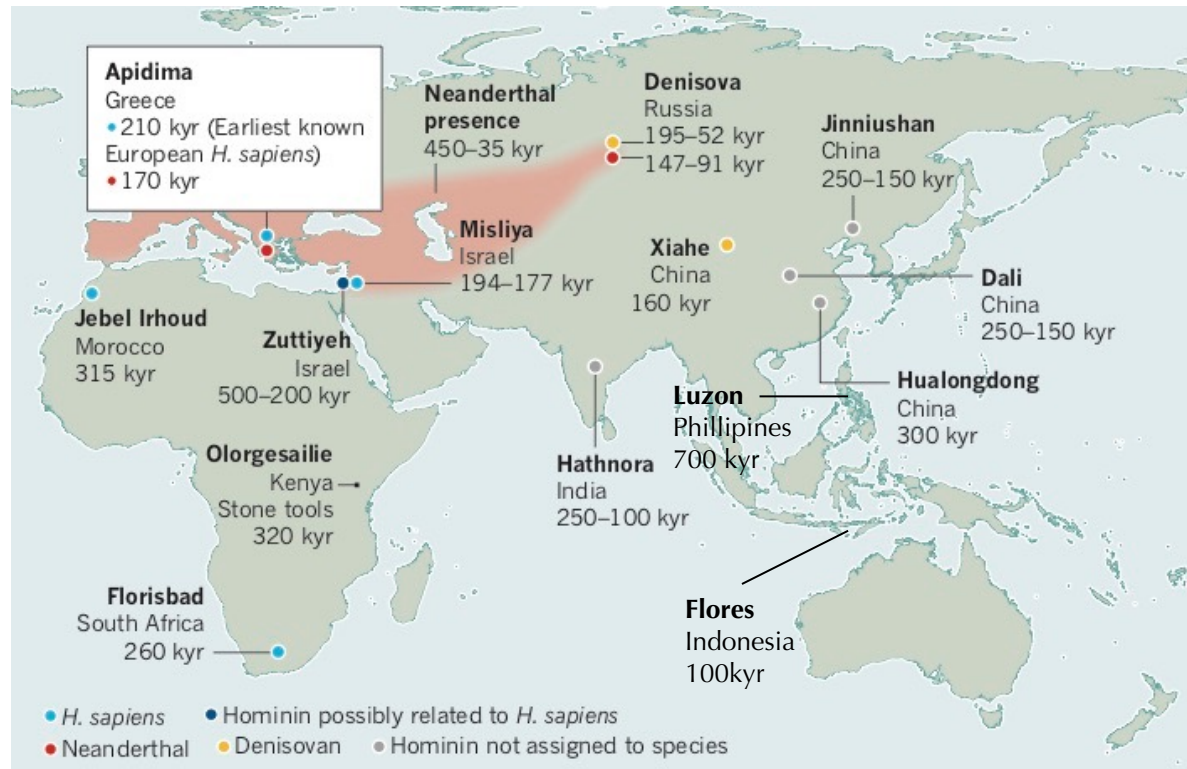 Apidima
Greece
• 210 kyr (Earliest known
European H. sapiens)
• 170 kyr
Neanderthal
presence
450–35 kyr
Denisova
Russia
195–52 kyr
147–91 kyr
Jinniushan
China
250–150 kyr
Misliya
Israel
194–177 kyr
Xiahe
China
160 kyr
Dali
China
250–150 kyr
Jebel Irhoud
Morocco
315 kyr
Zuttiyeh
Israel
500–200 kyr
Hualongdong
China
300 kyr
Luzon
Phillipines
700 kyr
Olorgesailie
Kenya
Stone tools
320 kyr
Hathnora
India
250–100 kyr
Florisbad
South Africa
260 kyr
Flores
Indonesia
100kyr
• H. sapiens • Hominin possibly related to H. sapiens
• Neanderthal • Denisovan • Hominin not assigned to species